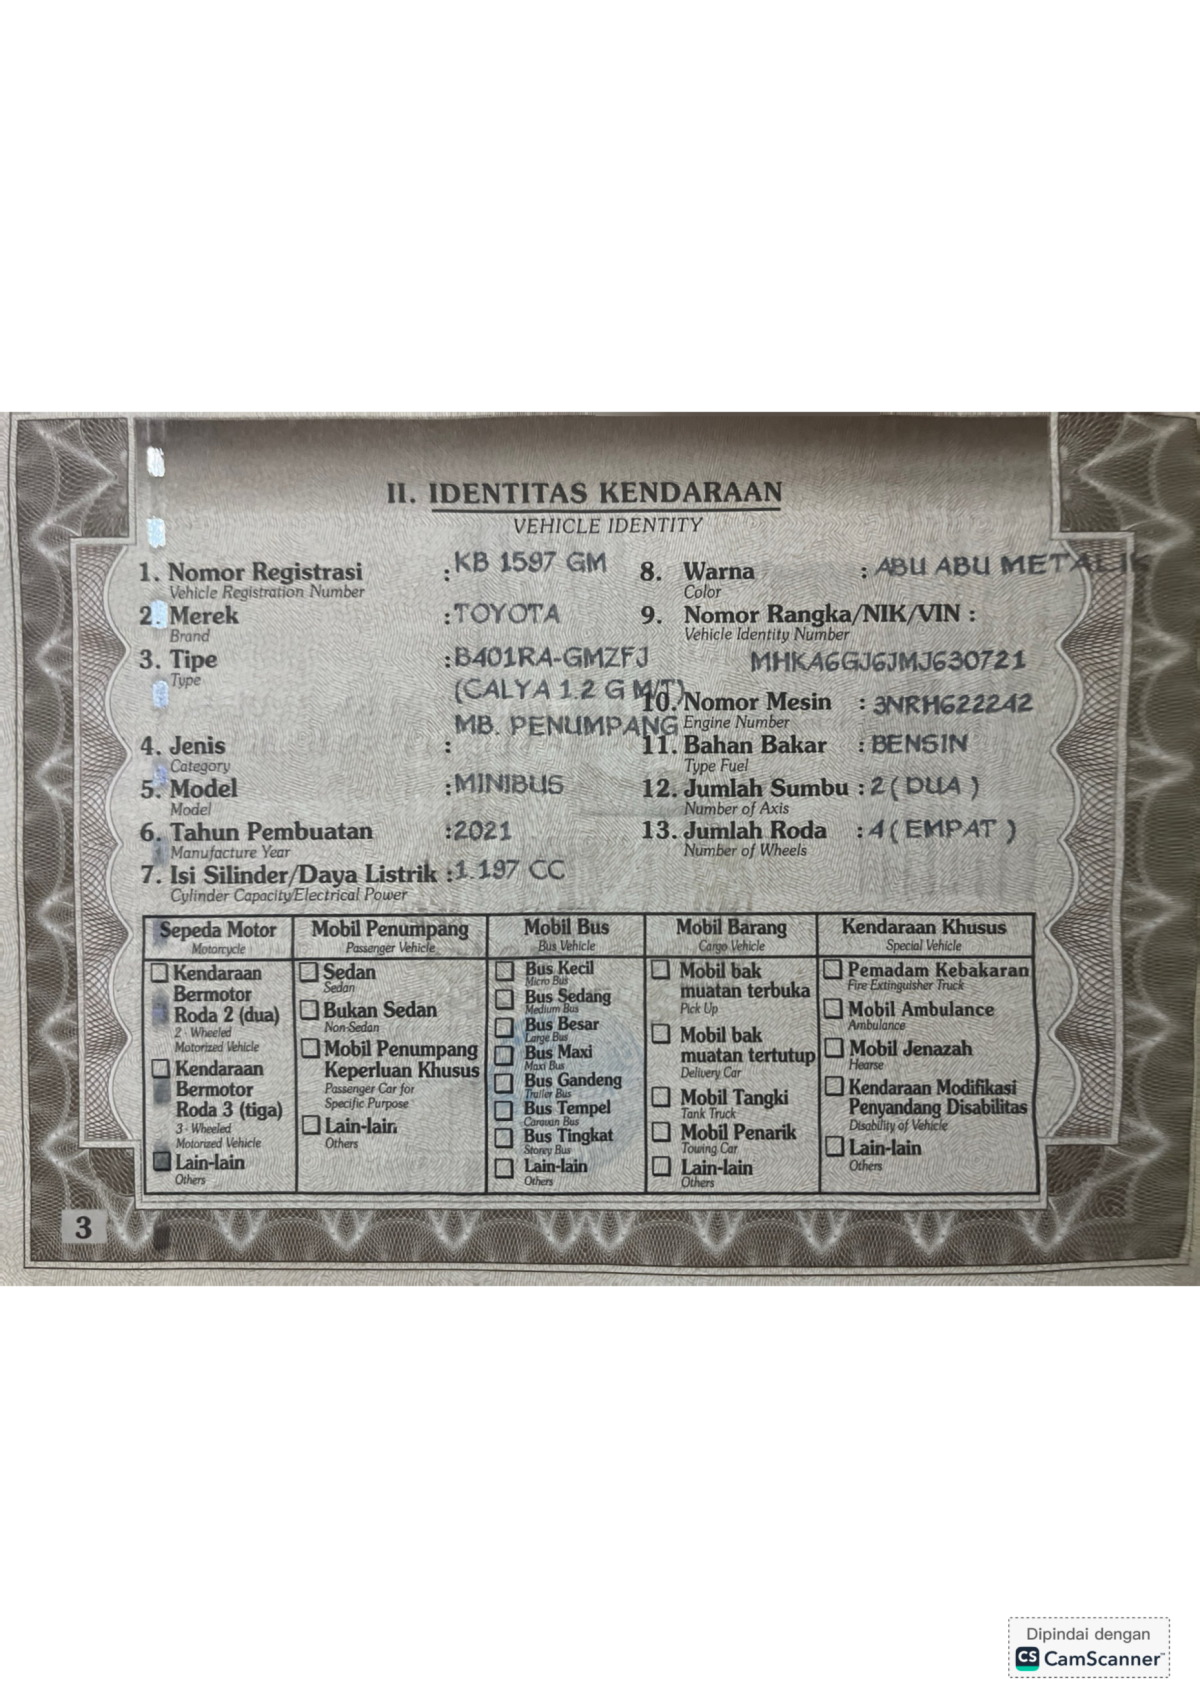 II. IDENTITAS KENDARAAN
VEHICLE IDENTITY
1. Nomor Registrasi : KB 1597 GM
Vehicle Registration Number
2. Merek : TOYOTA
Brand
3. Tipe : B401RA-GMZFJ
Type
(CALYA 1.2 G M/T)
MB. PENUMPANG
4. Jenis :
Category
5. Model : MINIBUS
Model
6. Tahun Pembuatan : 2021
Manufacture Year
7. Isi Silinder/Daya Listrik : 1.197 CC
Cylinder Capacity/Electrical Power
8. Warna : ABU ABU METALIK
Color
9. Nomor Rangka/NIK/VIN :
Vehicle Identity Number
MHKA6GJ6JMJ630721
10. Nomor Mesin : 3NRH622242
Engine Number
11. Bahan Bakar : BENSIN
Type Fuel
12. Jumlah Sumbu : 2 ( DUA )
Number of Axis
13. Jumlah Roda : 4 ( EMPAT )
Number of Wheels
Sepeda Motor
Motorcycle
Kendaraan
Bermotor
Roda 2 (dua)
2 - Wheeled
Motorized Vehicle
Kendaraan
Bermotor
Roda 3 (tiga)
3 - Wheeled
Motorized Vehicle
Lain-lain
Others
Mobil Penumpang
Passenger Vehicle
Sedan
Sedan
Bukan Sedan
Non-Sedan
Mobil Penumpang
Keperluan Khusus
Passenger Car for
Specific Purpose
Lain-lain
Others
Mobil Bus
Bus Vehicle
Bus Kecil
Micro Bus
Bus Sedang
Medium Bus
Bus Besar
Large Bus
Bus Maxi
Maxi Bus
Bus Gandeng
Trailer Bus
Bus Tempel
Caravan Bus
Bus Tingkat
Storey Bus
Lain-lain
Others
Mobil Barang
Cargo Vehicle
Mobil bak
muatan terbuka
Pick Up
Mobil bak
muatan tertutup
Delivery Car
Mobil Tangki
Tank Truck
Mobil Penarik
Towing Car
Lain-lain
Others
Kendaraan Khusus
Special Vehicle
Pemadam Kebakaran
Fire Extinguisher Truck
Mobil Ambulance
Ambulance
Mobil Jenazah
Hearse
Kendaraan Modifikasi
Penyandang Disabilitas
Disability of Vehicle
Lain-lain
Others
3
Dipindai dengan
CS CamScanner